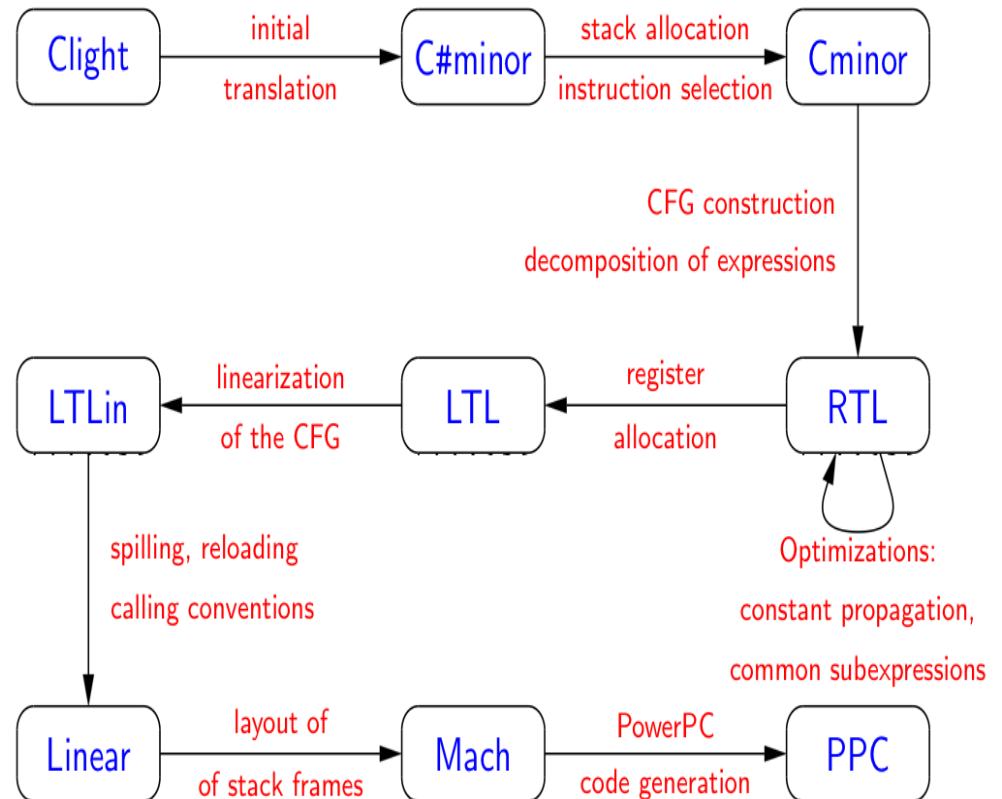 Clight
initial
translation
C#minor
stack allocation
instruction selection
Cminor
CFG construction
decomposition of expressions
LTLin
linearization
of the CFG
LTL
register
allocation
RTL
spilling, reloading
calling conventions
Optimizations:
constant propagation,
common subexpressions
Linear
layout of
of stack frames
Mach
PowerPC
code generation
PPC